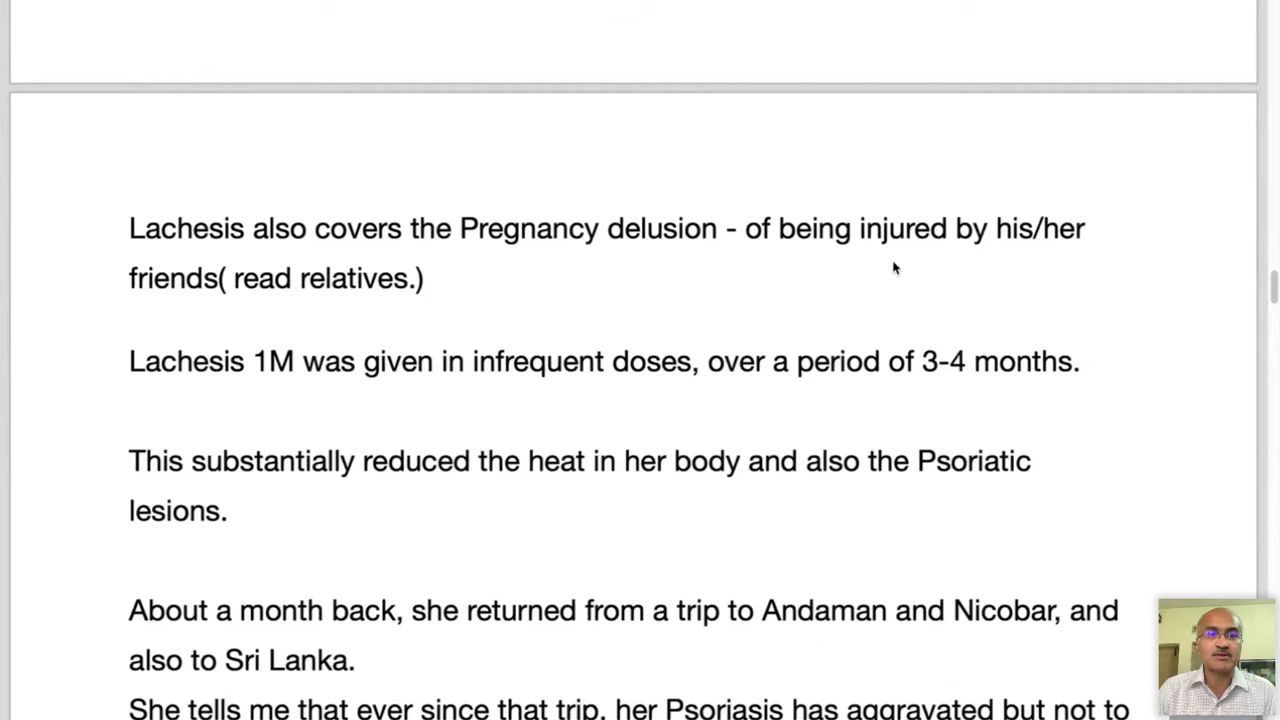 Lachesis also covers the Pregnancy delusion - of being injured by his/her
friends( read relatives.)
Lachesis 1M was given in infrequent doses, over a period of 3-4 months.
This substantially reduced the heat in her body and also the Psoriatic
lesions.
About a month back, she returned from a trip to Andaman and Nicobar, and
also to Sri Lanka.
She tells me that ever since that trip, her Psoriasis has aggravated but not to